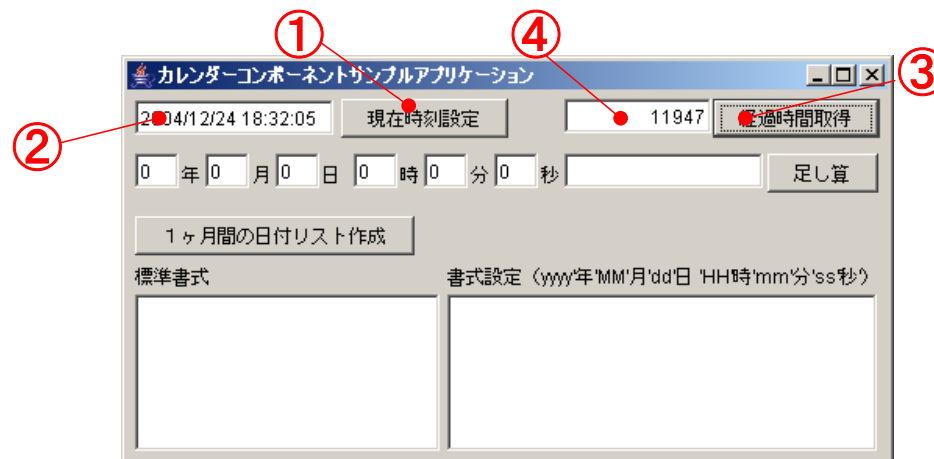 ① ④
カレンダーコンポーネントサンプルアプリケーション
③
2004/12/24 18:32:05 現在時刻設定 11947 経過時間取得
②
0 年 0 月 0 日 0 時 0 分 0 秒 足し算
1ヶ月間の日付リスト作成
標準書式 書式設定（yyyy'年'MM'月'dd'日 'HH'時'mm'分'ss'秒'）